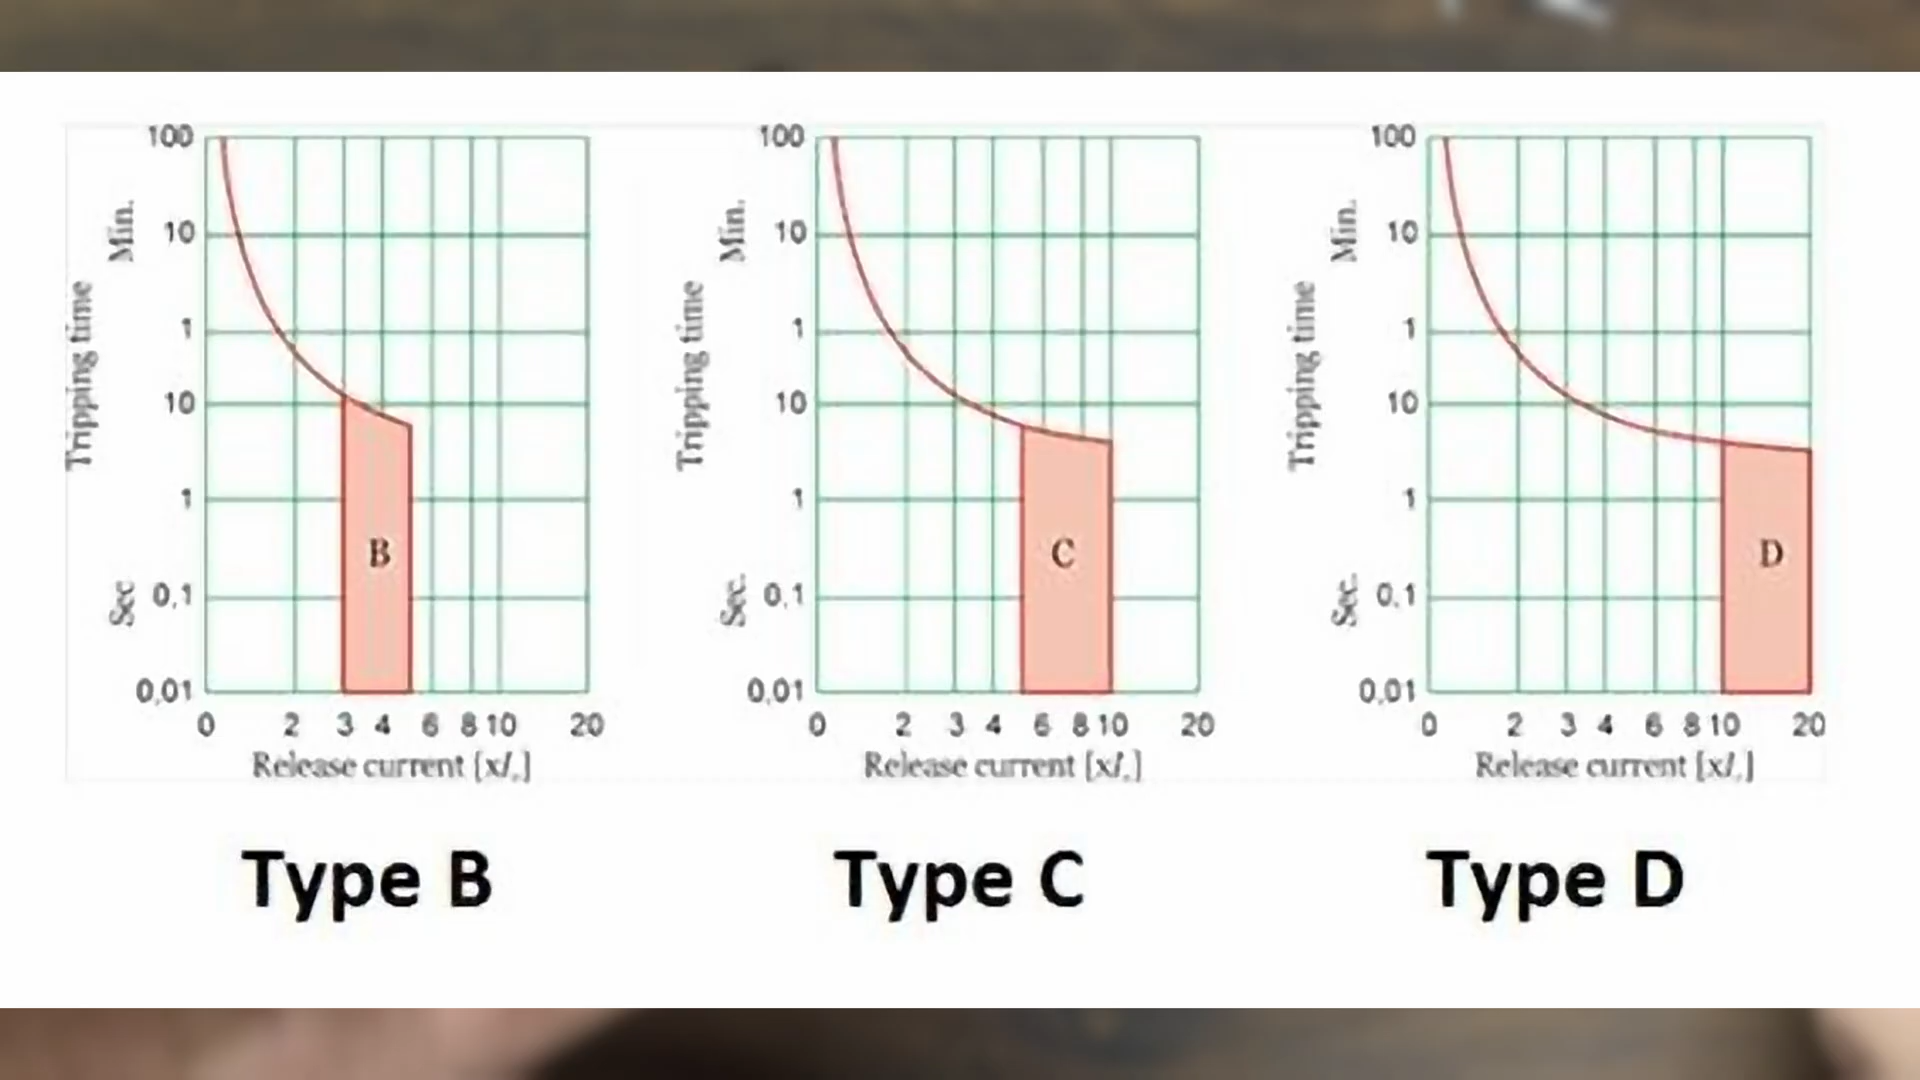 100
10
1
10
1
0,1
0,01
Min.
Tripping time
Sec
B
0 2 3 4 6 8 10 20
Release current
Type B
100
10
1
10
1
0,1
0,01
Min.
Tripping time
Sec.
C
0 2 3 4 6 8 10 20
Release current
Type C
100
10
1
10
1
0,1
0,01
Min.
Tripping time
Sec.
D
0 2 3 4 6 8 10 20
Release current
Type D